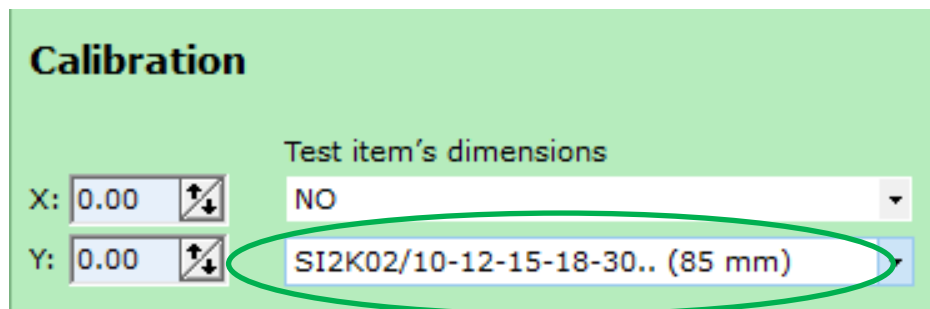 Calibration
Test item's dimensions
X: 0.00 NO
Y: 0.00 SI2K02/10-12-15-18-30.. (85 mm)